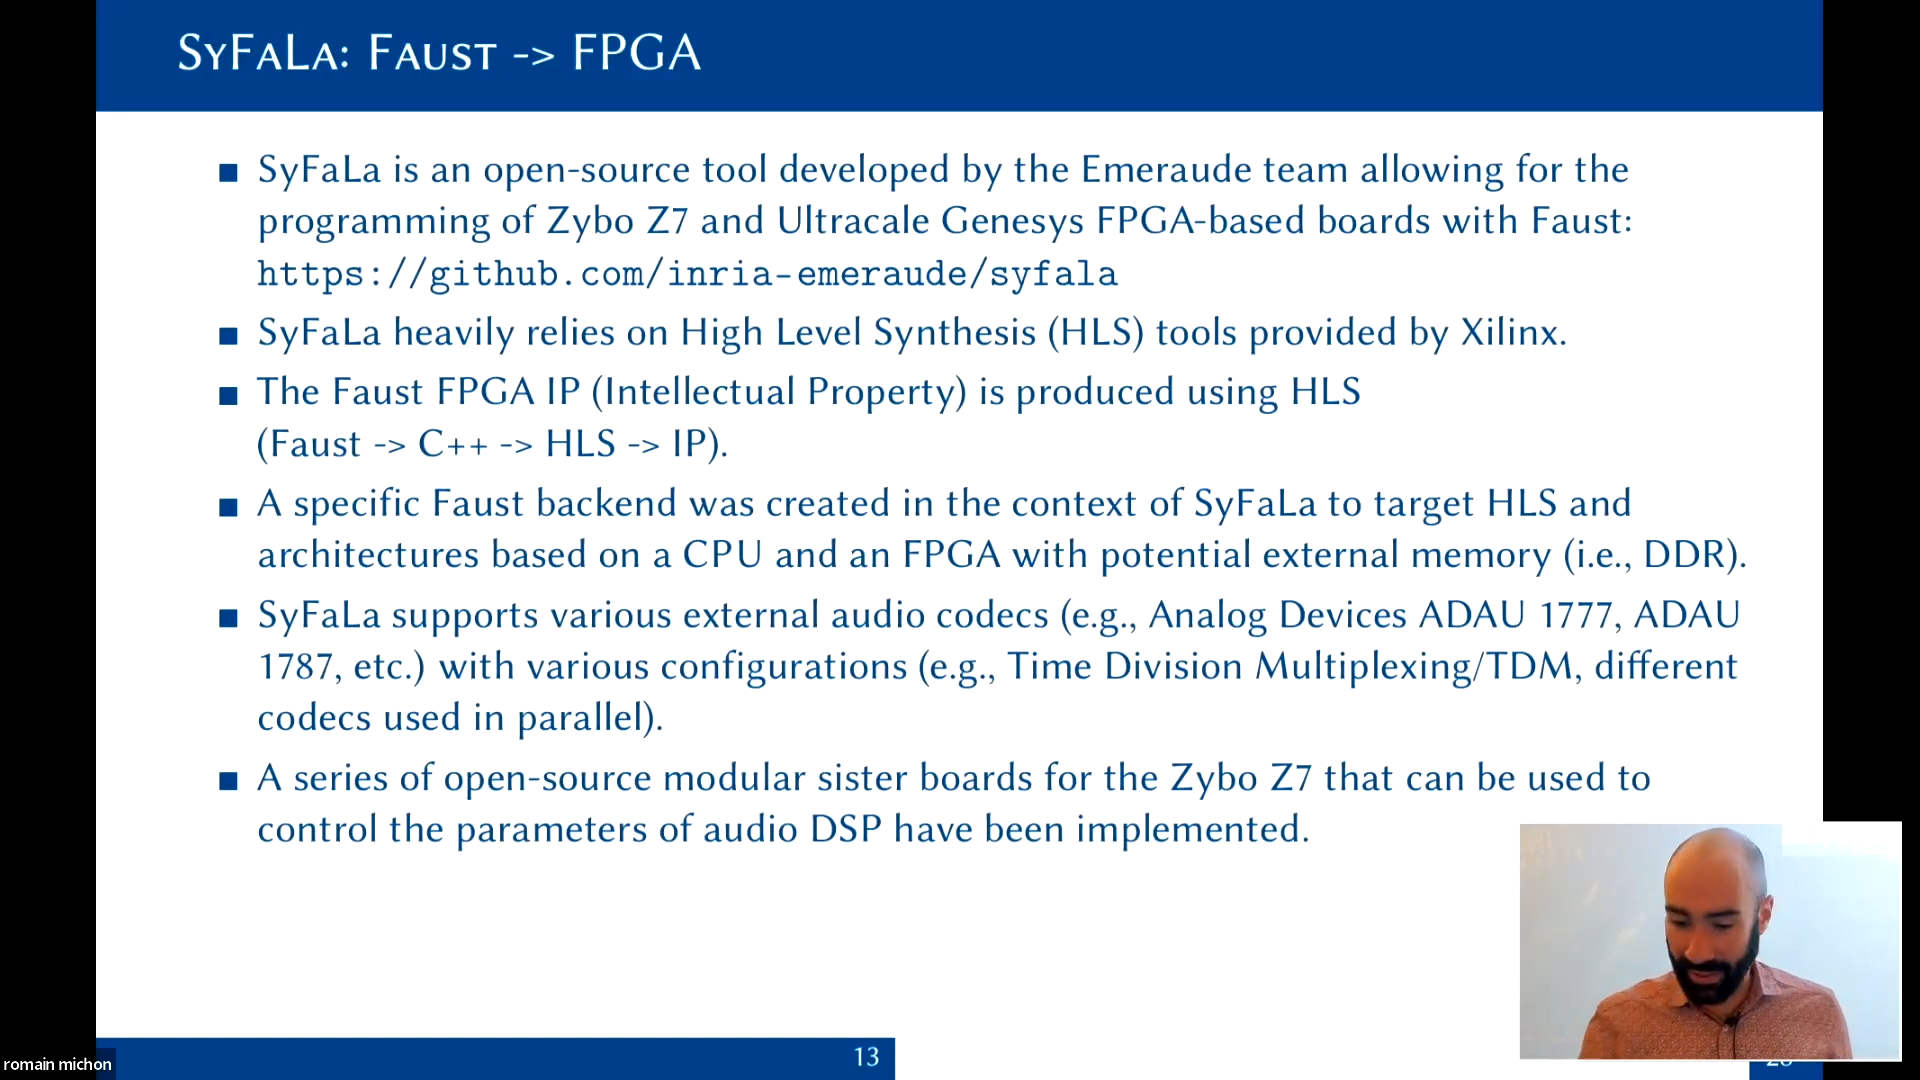 SyFaLa: Faust -> FPGA
■ SyFaLa is an open-source tool developed by the Emeraude team allowing for the
programming of Zybo Z7 and Ultracale Genesys FPGA-based boards with Faust:
https://github.com/inria-emeraude/syfala
■ SyFaLa heavily relies on High Level Synthesis (HLS) tools provided by Xilinx.
■ The Faust FPGA IP (Intellectual Property) is produced using HLS
(Faust -> C++ -> HLS -> IP).
■ A specific Faust backend was created in the context of SyFaLa to target HLS and
architectures based on a CPU and an FPGA with potential external memory (i.e., DDR).
■ SyFaLa supports various external audio codecs (e.g., Analog Devices ADAU 1777, ADAU
1787, etc.) with various configurations (e.g., Time Division Multiplexing/TDM, different
codecs used in parallel).
■ A series of open-source modular sister boards for the Zybo Z7 that can be used to
control the parameters of audio DSP have been implemented.
13
romain michon